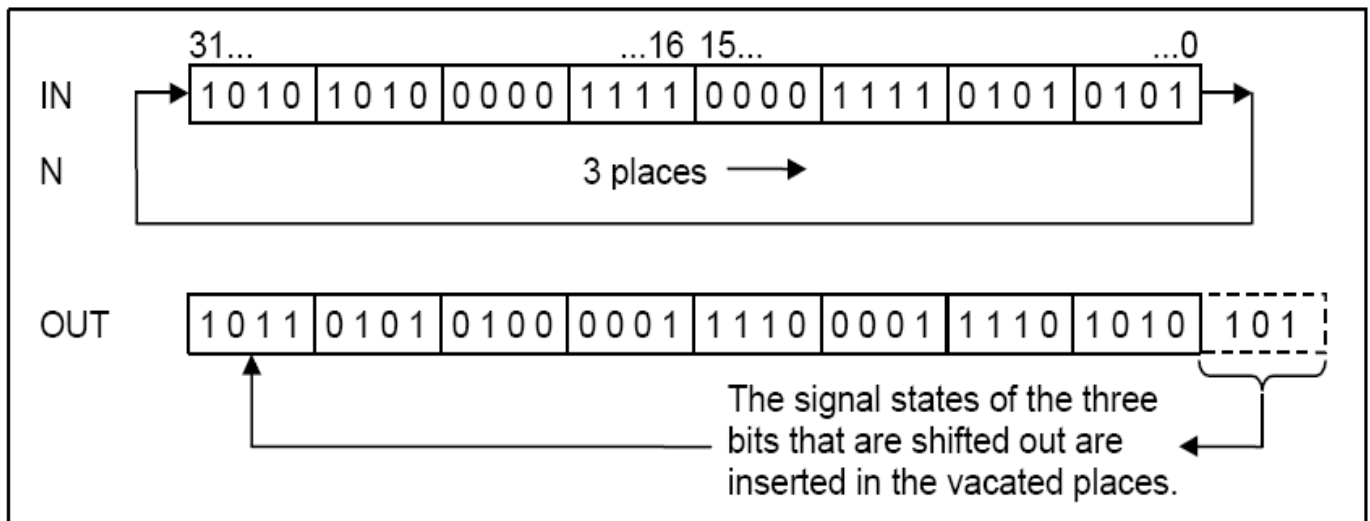 31... ...16 15... ...0
IN 1010 1010 0000 1111 0000 1111 0101 0101
N 3 places
OUT 1011 0101 0100 0001 1110 0001 1110 1010 101
The signal states of the three
bits that are shifted out are
inserted in the vacated places.